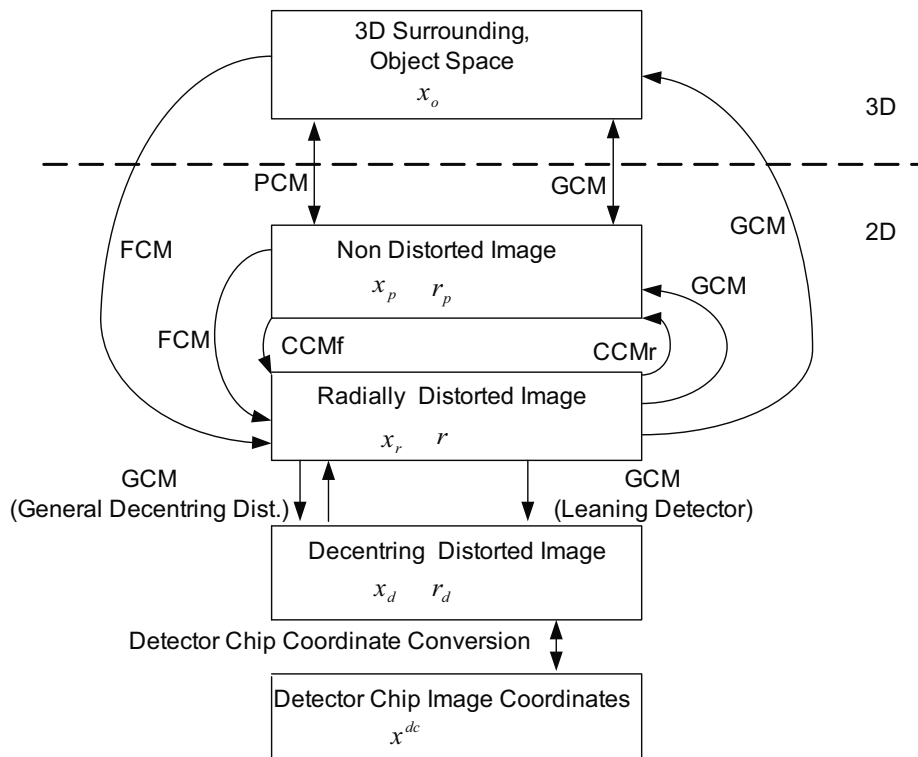 3D Surrounding,
Object Space
x_o
3D
PCM
GCM
2D
FCM
GCM
Non Distorted Image
x_p r_p
GCM
FCM
CCMf
CCMr
Radially Distorted Image
x_r r
GCM
(General Decentring Dist.)
GCM
(Leaning Detector)
Decentring Distorted Image
x_d r_d
Detector Chip Coordinate Conversion
Detector Chip Image Coordinates
x^{dc}